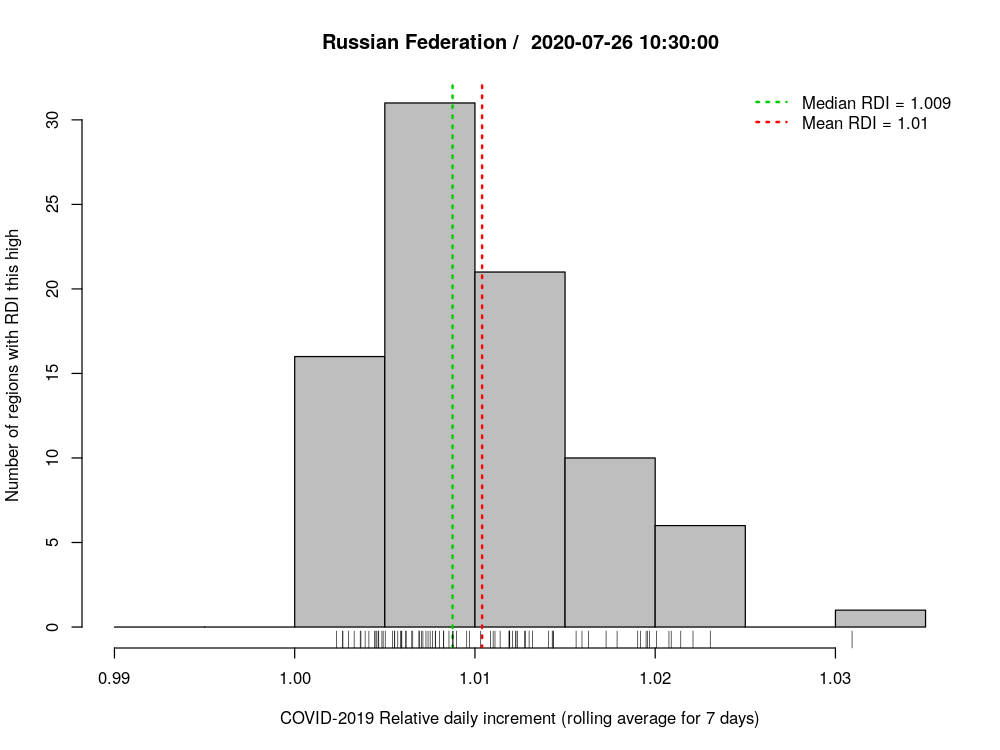 Russian Federation /  2020-07-26 10:30:00
Median RDI = 1.009
Mean RDI = 1.01
Number of regions with RDI this high
30
25
20
15
10
5
0
0.99 1.00 1.01 1.02 1.03
COVID-2019 Relative daily increment (rolling average for 7 days)